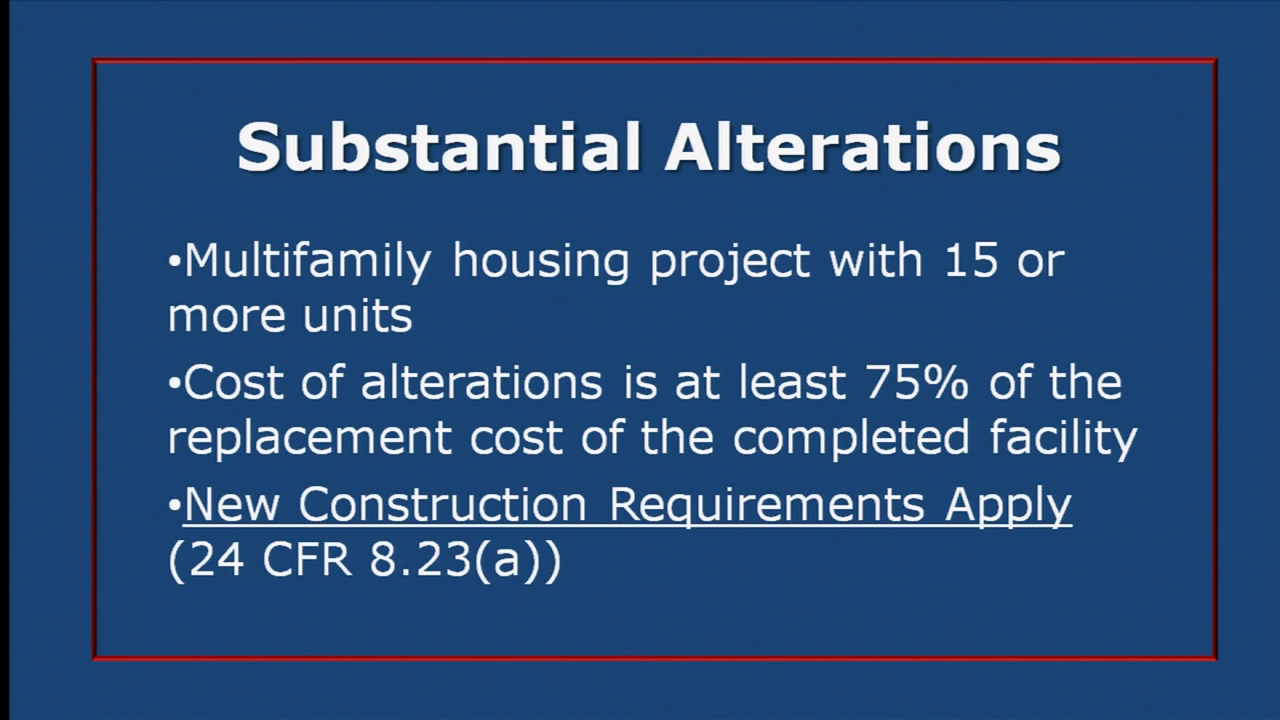 Substantial Alterations
•Multifamily housing project with 15 or
more units
•Cost of alterations is at least 75% of the
replacement cost of the completed facility
•New Construction Requirements Apply
(24 CFR 8.23(a))